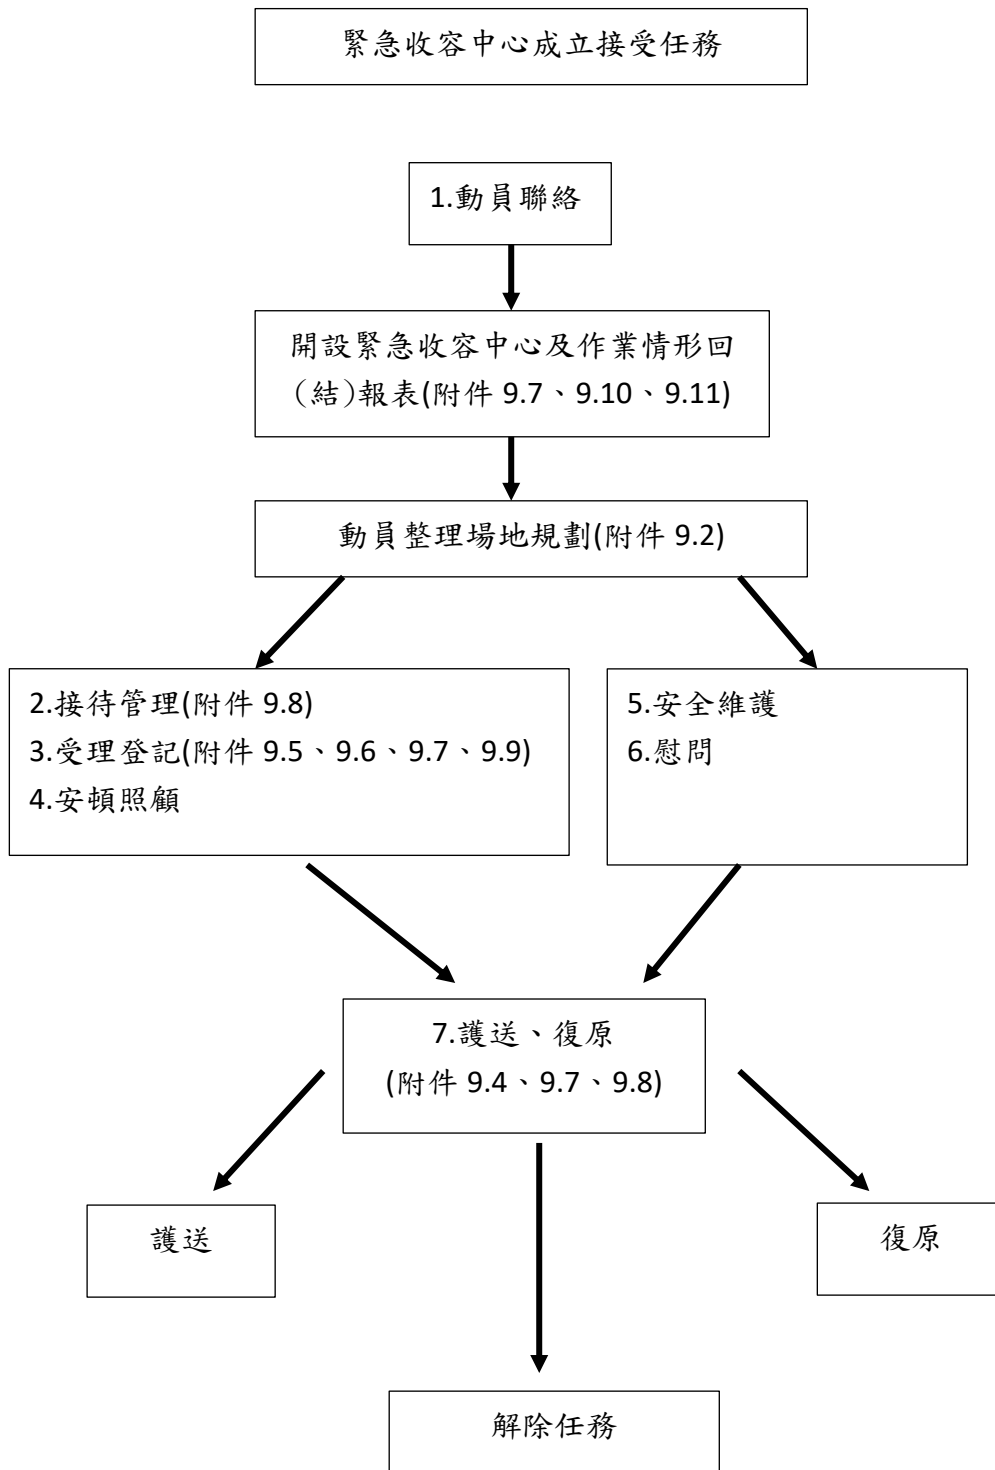 緊急收容中心成立接受任務
1.動員聯絡
開設緊急收容中心及作業情形回
(結)報表(附件 9.7、9.10、9.11)
動員整理場地規劃(附件 9.2)
2.接待管理(附件 9.8)
3.受理登記(附件 9.5、9.6、9.7、9.9)
4.安頓照顧
5.安全維護
6.慰問
7.護送、復原
(附件 9.4、9.7、9.8)
護送
復原
解除任務